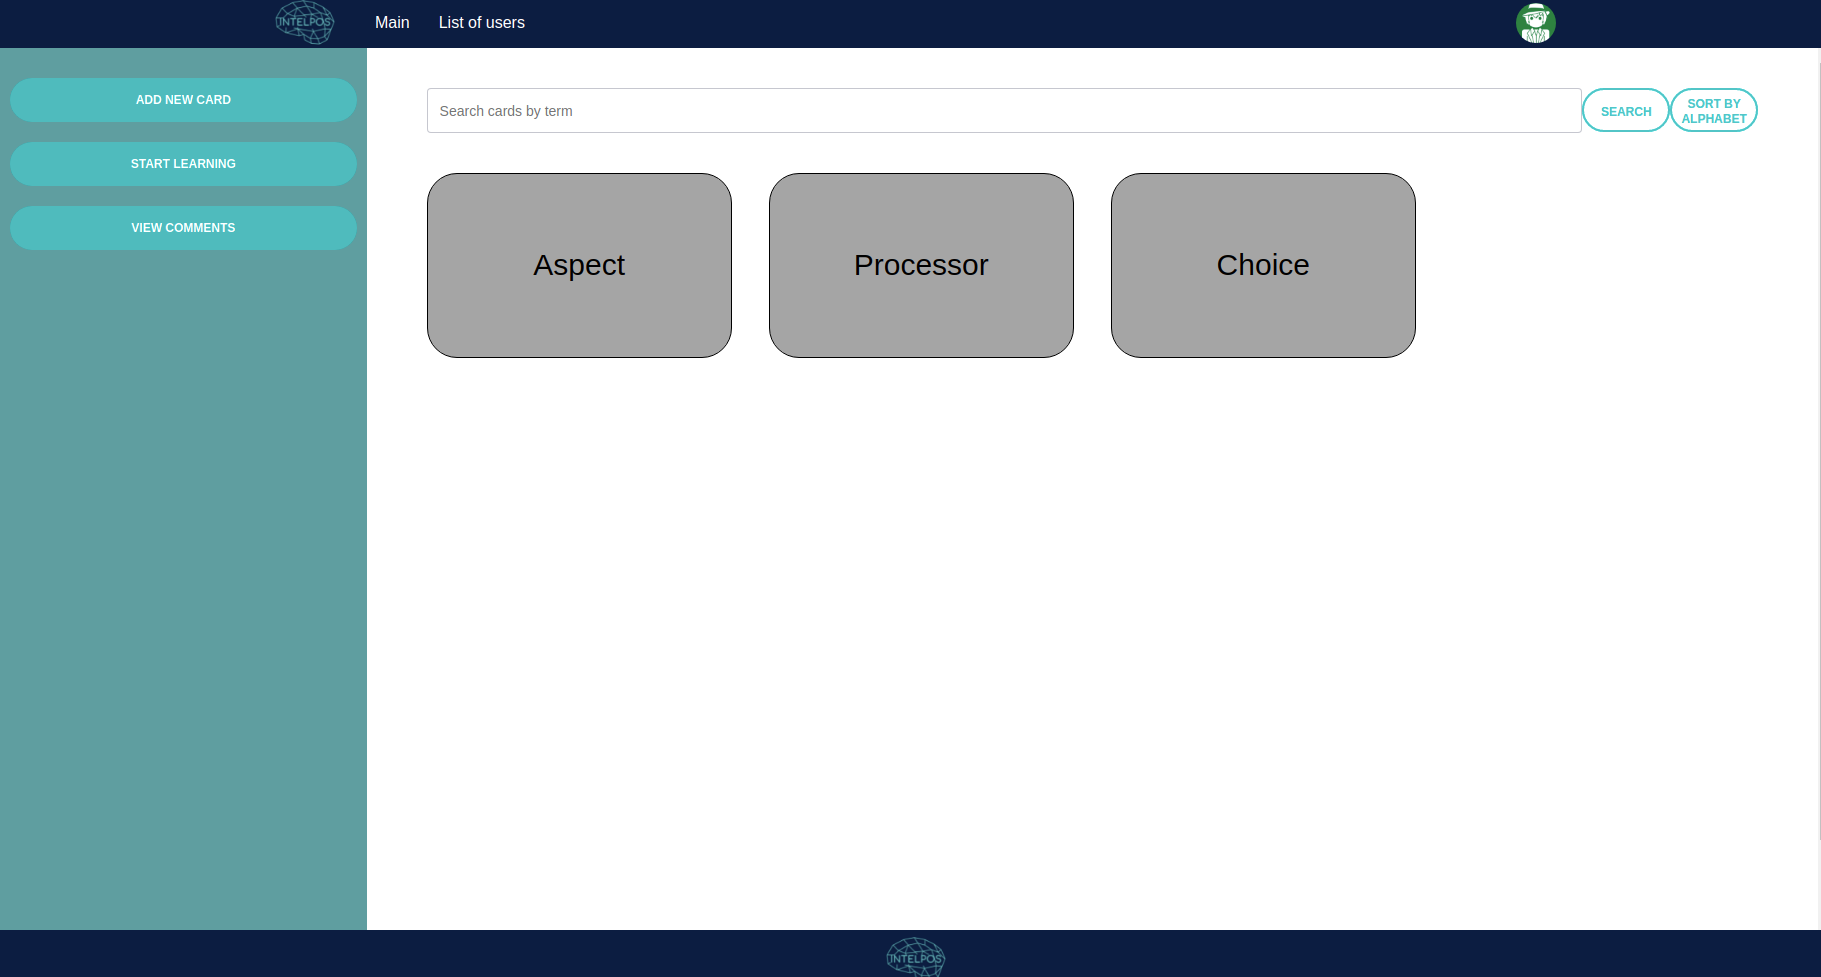 INTELPOS
Main
List of users
ADD NEW CARD
START LEARNING
VIEW COMMENTS
Search cards by term
SEARCH
SORT BY
ALPHABET
Aspect
Processor
Choice
INTELPOS